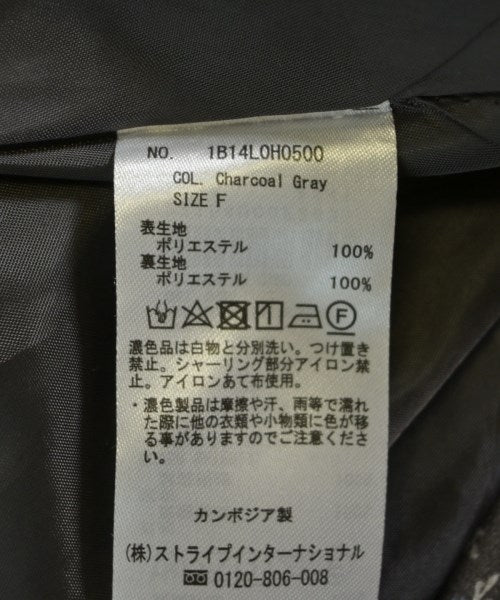 NO. 1B14L0H0500
COL. Charcoal Gray
SIZE F
表生地
ポリエステル 100%
裏生地
ポリエステル 100%
濃色品は白物と分別洗い。つけ置き
禁止。シャーリング部分アイロン禁
止。アイロンあて布使用。
・濃色製品は摩擦や汗、雨等で濡れ
た際に他の衣類や小物類に色が移
る事がありますのでご注意くださ
い。
カンボジア製
(株)ストライプインターナショナル
0120-806-008